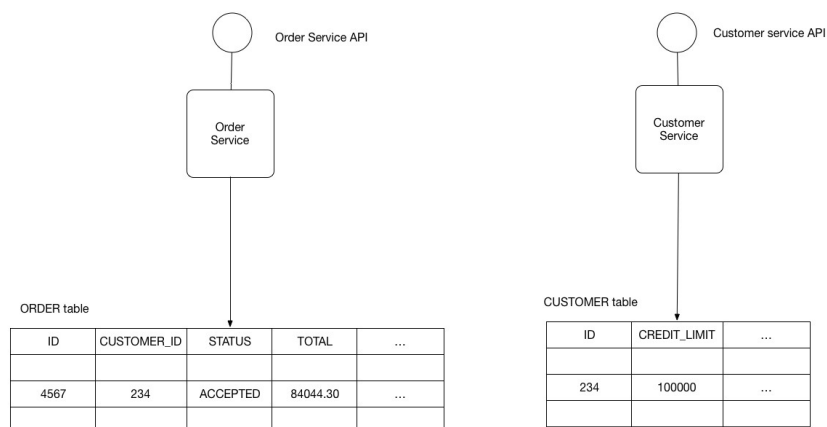 Order Service API
Customer service API
Order
Service
Customer
Service
ORDER table
ID CUSTOMER_ID STATUS TOTAL ...
4567 234 ACCEPTED 84044.30 ...
CUSTOMER table
ID CREDIT_LIMIT ...
234 100000 ...